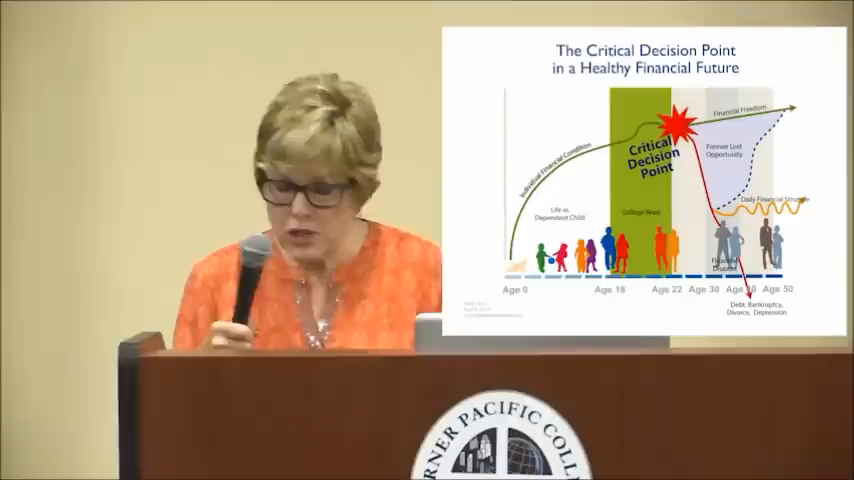 The Critical Decision Point
in a Healthy Financial Future
Financial Freedom
Individual Financial Condition
Critical
Decision
Point
Forever Lost
Opportunity
Life as
Dependent Child
College Years
Daily Financial Struggle
Financial
Disaster
Age 0
Age 18
Age 22
Age 30
Age 40
Age 50
Debt, Bankruptcy,
Divorce, Depression
RNER PACIFIC COLL